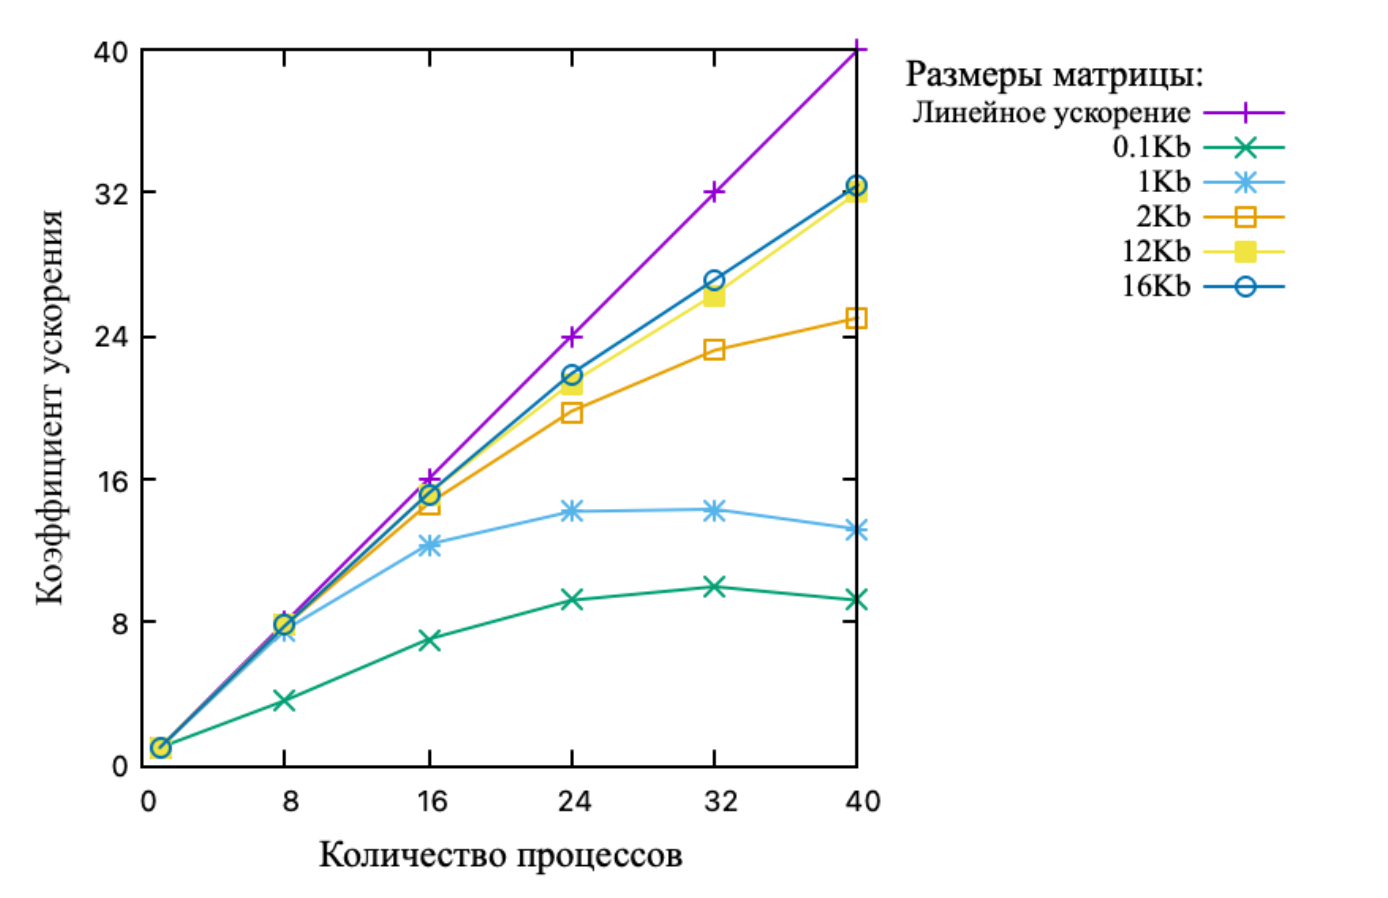 40
32
24
16
8
0
0 8 16 24 32 40
Коэффициент ускорения
Количество процессов
Размеры матрицы:
Линейное ускорение
0.1Kb
1Kb
2Kb
12Kb
16Kb